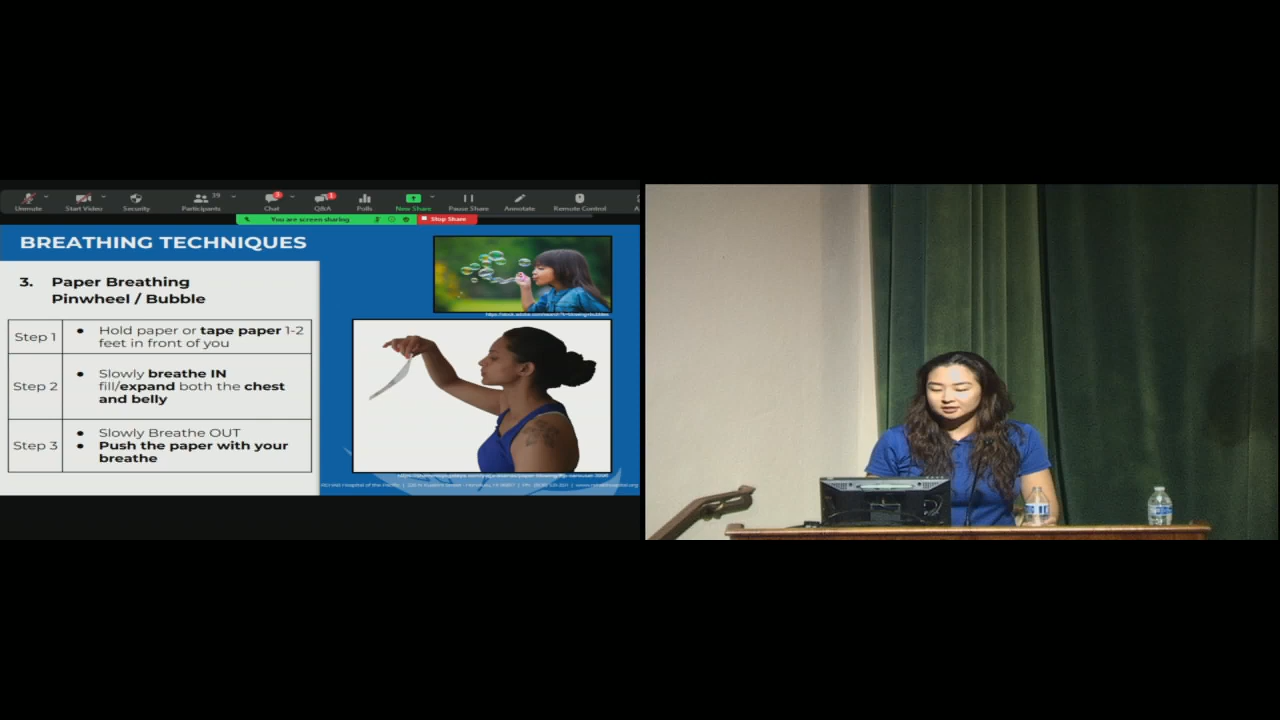 Unmute
Start Video
Security
Participants
39
Chat
Q&A
Polls
New Share
Pause Share
Annotate
Remote Control
You are screen sharing
Stop Share
BREATHING TECHNIQUES
3. Paper Breathing
Pinwheel / Bubble
Step 1
● Hold paper or tape paper 1-2
feet in front of you
Step 2
● Slowly breathe IN
fill/expand both the chest
and belly
Step 3
● Slowly Breathe OUT
● Push the paper with your
breathe